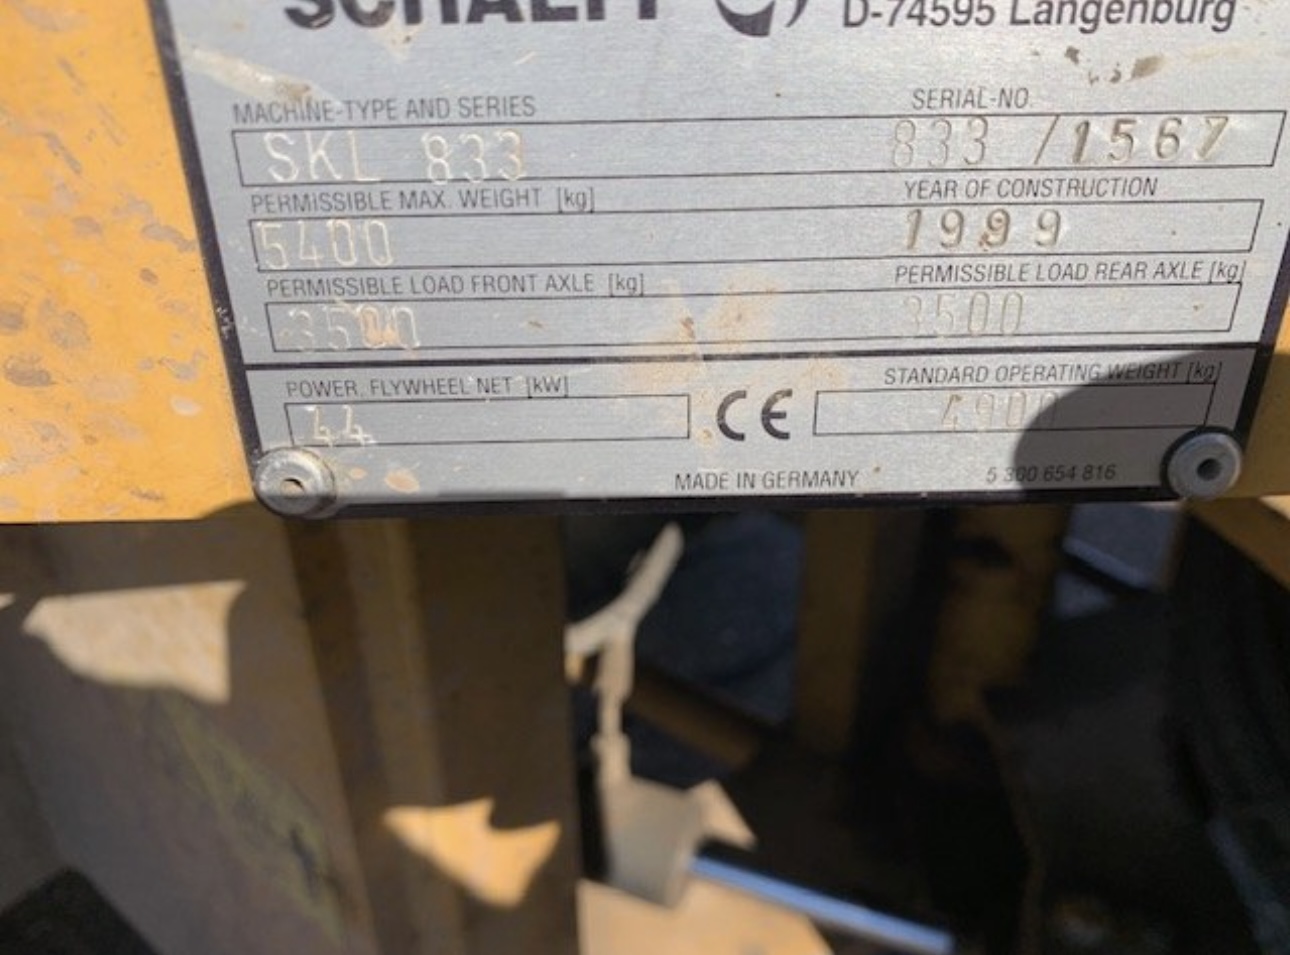 SCHAEFF D-74595 Langenburg
MACHINE-TYPE AND SERIES SERIAL-NO.
SKL 833 833 /1567
PERMISSIBLE MAX. WEIGHT [kg] YEAR OF CONSTRUCTION
5400 1999
PERMISSIBLE LOAD FRONT AXLE [kg] PERMISSIBLE LOAD REAR AXLE [kg]
3500 3500
POWER, FLYWHEEL NET [kW] STANDARD OPERATING WEIGHT [kg]
44 CE 4900
MADE IN GERMANY 5 300 654 816